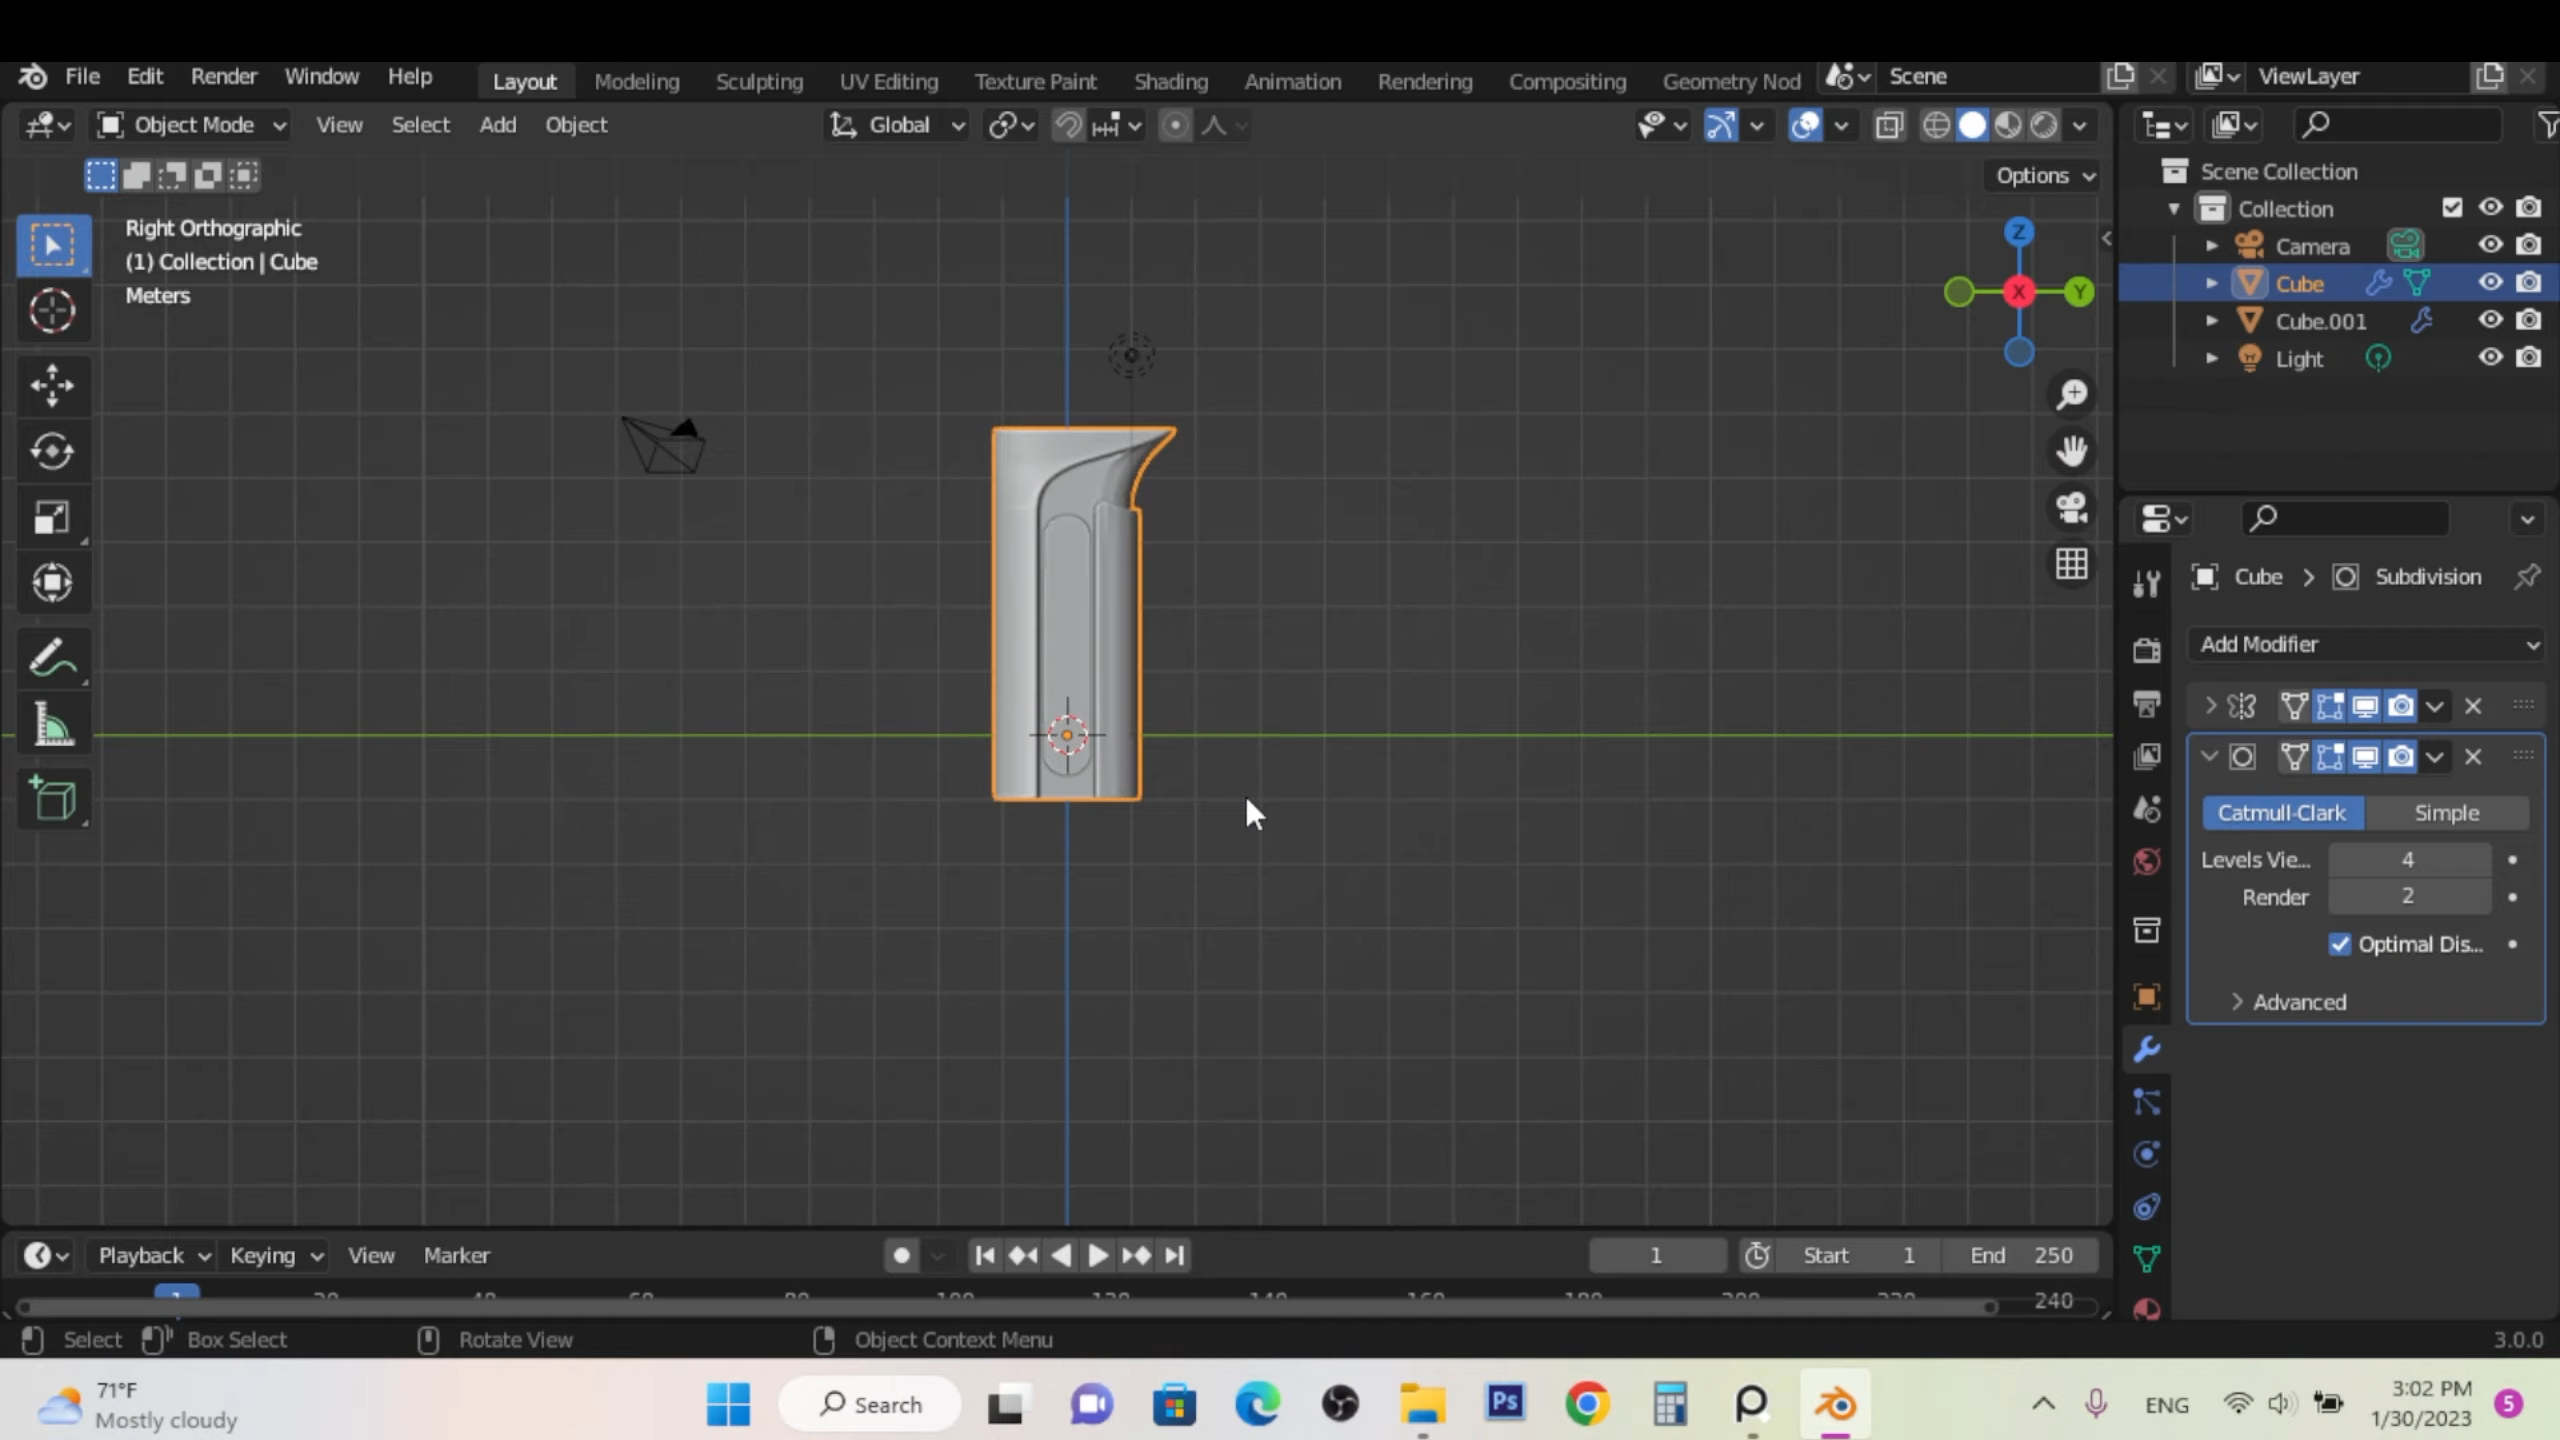 File Edit Render Window Help Layout Modeling Sculpting UV Editing Texture Paint Shading Animation Rendering Compositing Geometry Nod Scene ViewLayer
Object Mode View Select Add Object Global
Options
Right Orthographic
(1) Collection | Cube
Meters
Z
X
Y
Scene Collection
Collection
Camera
Cube
Cube.001
Light
Cube > Subdivision
Add Modifier
Catmull-Clark Simple
Levels Vie... 4
Render 2
Optimal Dis...
Advanced
Playback Keying View Marker 1 Start 1 End 250
1 240
Select Box Select Rotate View Object Context Menu 3.0.0
71°F
Mostly cloudy
Search
Ps
ENG
3:02 PM
1/30/2023
5